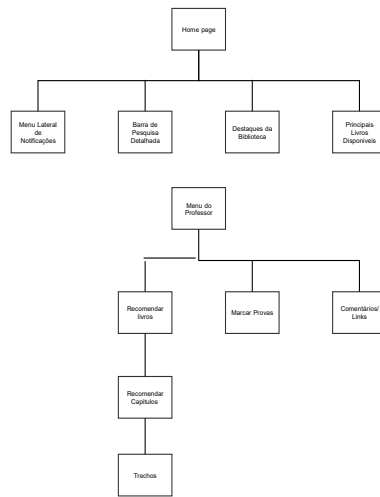 Home page
Menu Lateral
de
Notificações
Barra de
Pesquisa
Detalhada
Destaques da
Biblioteca
Principais
Livros
Disponíveis
Menu do
Professor
Recomendar
livros
Marcar Provas
Comentários/
Links
Recomendar
Capítulos
Trechos